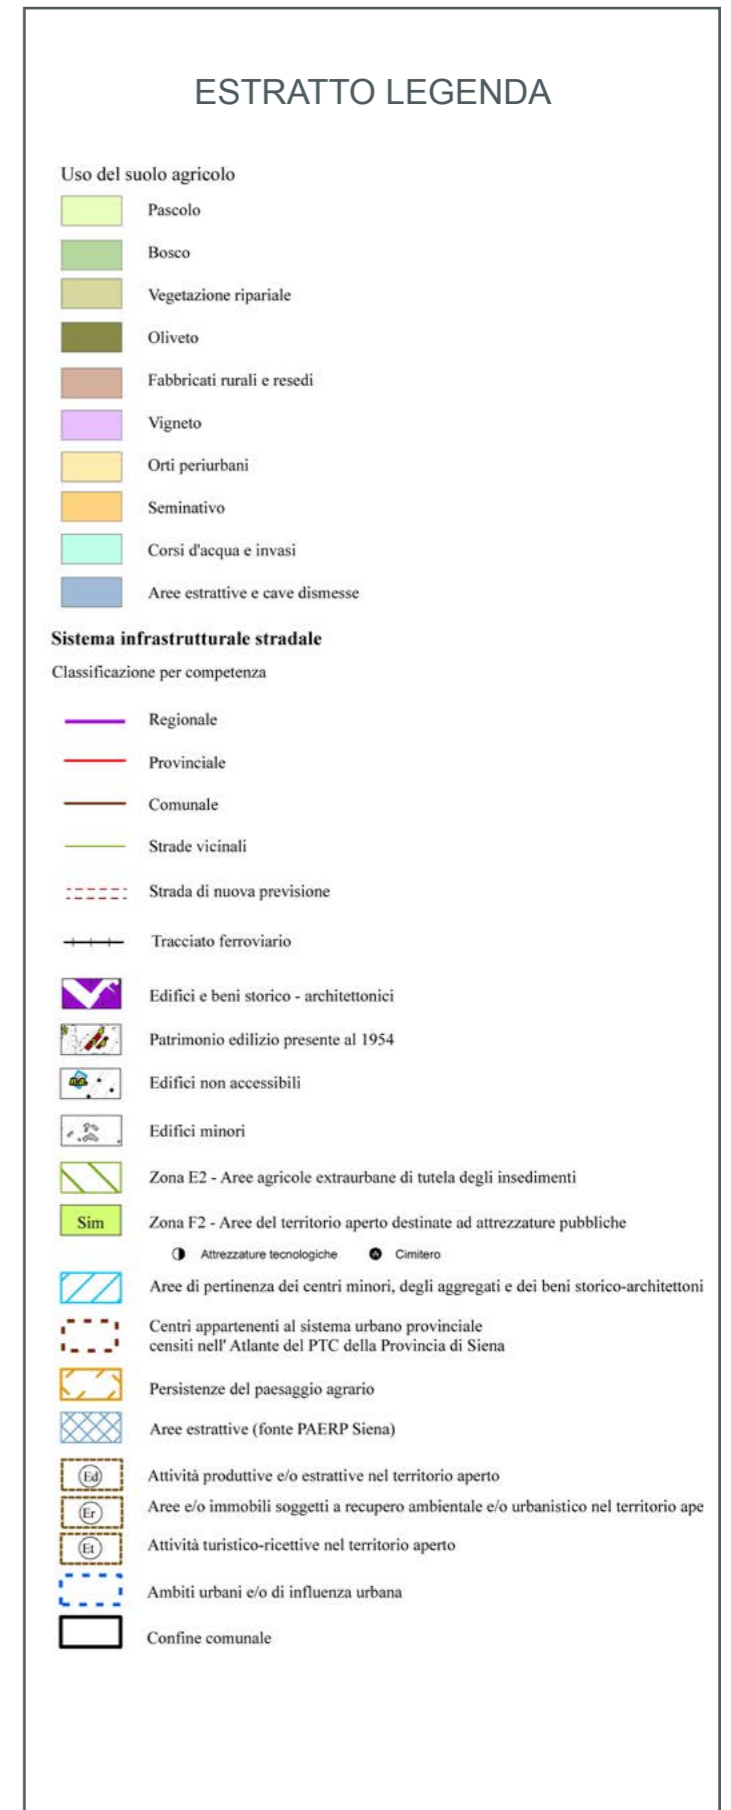 ESTRATTO LEGENDA
Uso del suolo agricolo
Pascolo
Bosco
Vegetazione ripariale
Oliveto
Fabbricati rurali e resedi
Vigneto
Orti periurbani
Seminativo
Corsi d'acqua e invasi
Aree estrattive e cave dismesse
Sistema infrastrutturale stradale
Classificazione per competenza
Regionale
Provinciale
Comunale
Strade vicinali
Strada di nuova previsione
Tracciato ferroviario
Edifici e beni storico - architettonici
Patrimonio edilizio presente al 1954
Edifici non accessibili
Edifici minori
Zona E2 - Aree agricole extraurbane di tutela degli insedimenti
Sim Zona F2 - Aree del territorio aperto destinate ad attrezzature pubbliche
Attrezzature tecnologiche Cimitero
Aree di pertinenza dei centri minori, degli aggregati e dei beni storico-architettoni
Centri appartenenti al sistema urbano provinciale
censiti nell' Atlante del PTC della Provincia di Siena
Persistenze del paesaggio agrario
Aree estrattive (fonte PAERP Siena)
Ed Attività produttive e/o estrattive nel territorio aperto
Er Aree e/o immobili soggetti a recupero ambientale e/o urbanistico nel territorio ape
Et Attività turistico-ricettive nel territorio aperto
Ambiti urbani e/o di influenza urbana
Confine comunale